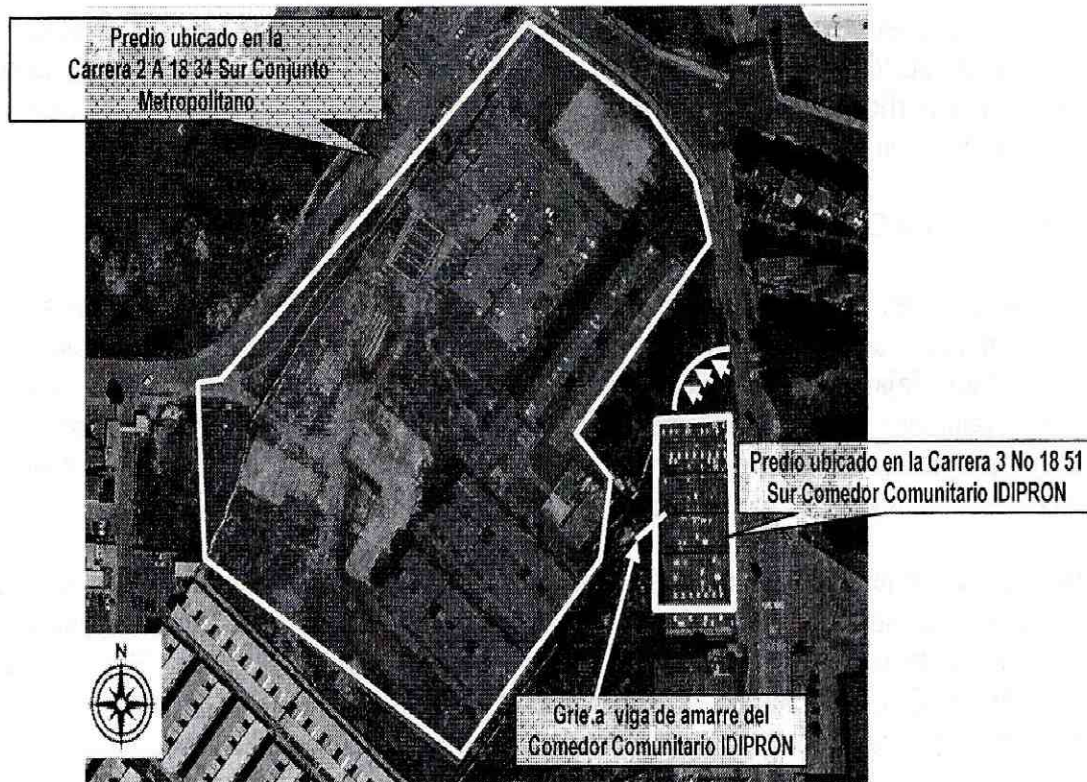 Predio ubicado en la
Carrera 2 A 18 34 Sur Conjunto
Metropolitano
Predio ubicado en la Carrera 3 No 18 51
Sur Comedor Comunitario IDIPRON
N
Grie.a viga de amarre del
Comedor Comunitario IDIPRON